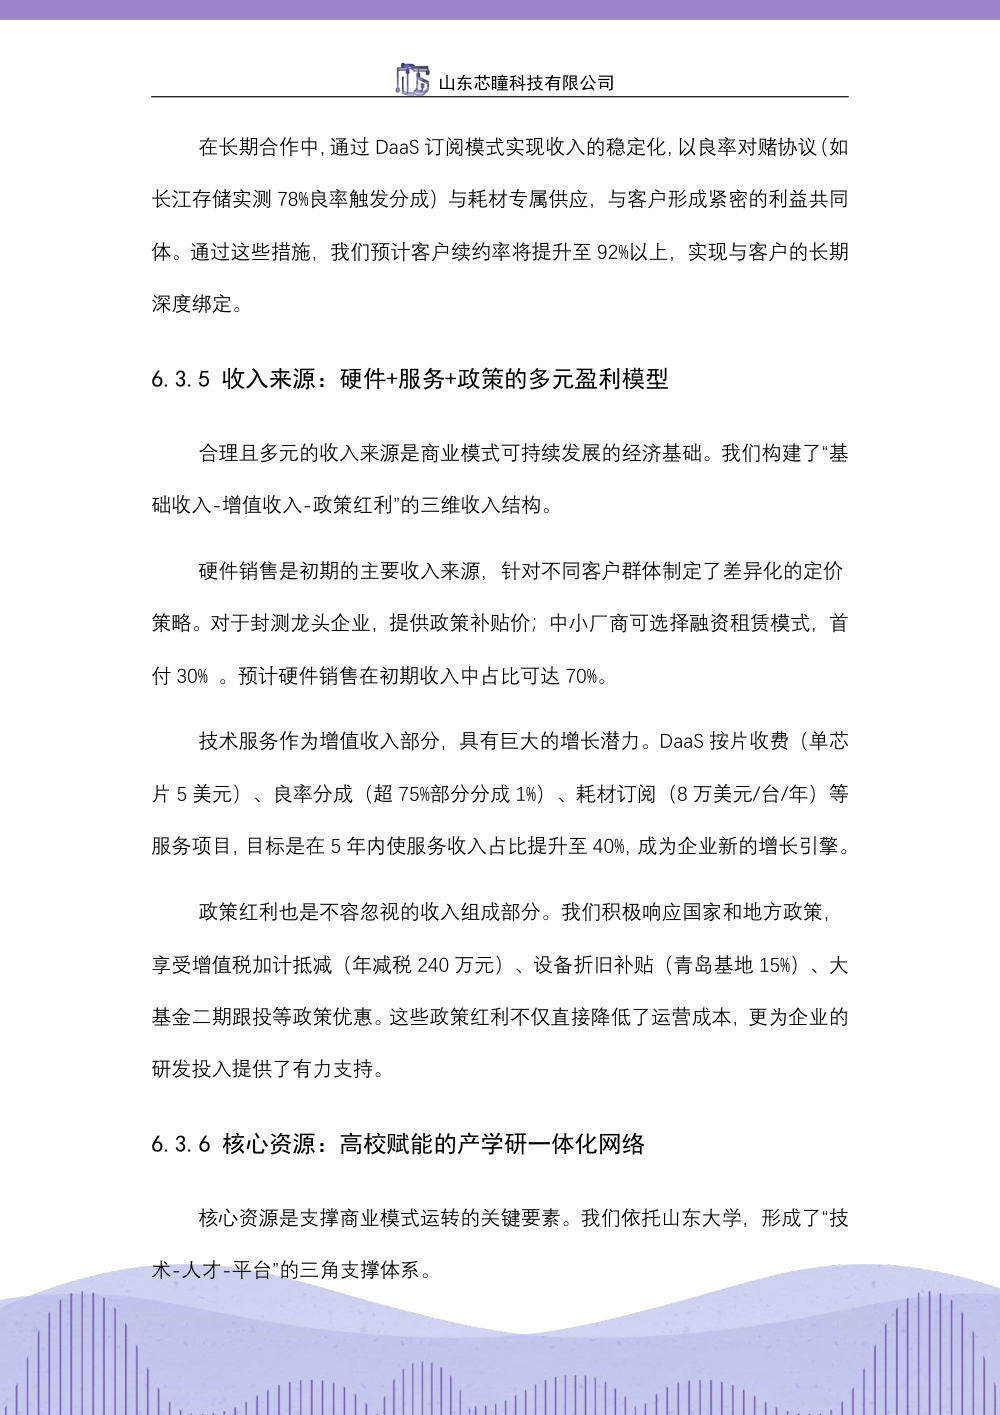 山东芯瞳科技有限公司
在长期合作中，通过 DaaS 订阅模式实现收入的稳定化，以良率对赌协议（如
长江存储实测 78%良率触发分成）与耗材专属供应，与客户形成紧密的利益共同
体。通过这些措施，我们预计客户续约率将提升至 92%以上，实现与客户的长期
深度绑定。
6.3.5 收入来源：硬件+服务+政策的多元盈利模型
合理且多元的收入来源是商业模式可持续发展的经济基础。我们构建了“基
础收入-增值收入-政策红利”的三维收入结构。
硬件销售是初期的主要收入来源，针对不同客户群体制定了差异化的定价
策略。对于封测龙头企业，提供政策补贴价；中小厂商可选择融资租赁模式，首
付 30% 。预计硬件销售在初期收入中占比可达 70%。
技术服务作为增值收入部分，具有巨大的增长潜力。DaaS 按片收费（单芯
片 5 美元）、良率分成（超 75%部分分成 1%）、耗材订阅（8 万美元/台/年）等
服务项目，目标是在 5 年内使服务收入占比提升至 40%，成为企业新的增长引擎。
政策红利也是不容忽视的收入组成部分。我们积极响应国家和地方政策，
享受增值税加计抵减（年减税 240 万元）、设备折旧补贴（青岛基地 15%）、大
基金二期跟投等政策优惠。这些政策红利不仅直接降低了运营成本，更为企业的
研发投入提供了有力支持。
6.3.6 核心资源：高校赋能的产学研一体化网络
核心资源是支撑商业模式运转的关键要素。我们依托山东大学，形成了“技
术-人才-平台”的三角支撑体系。